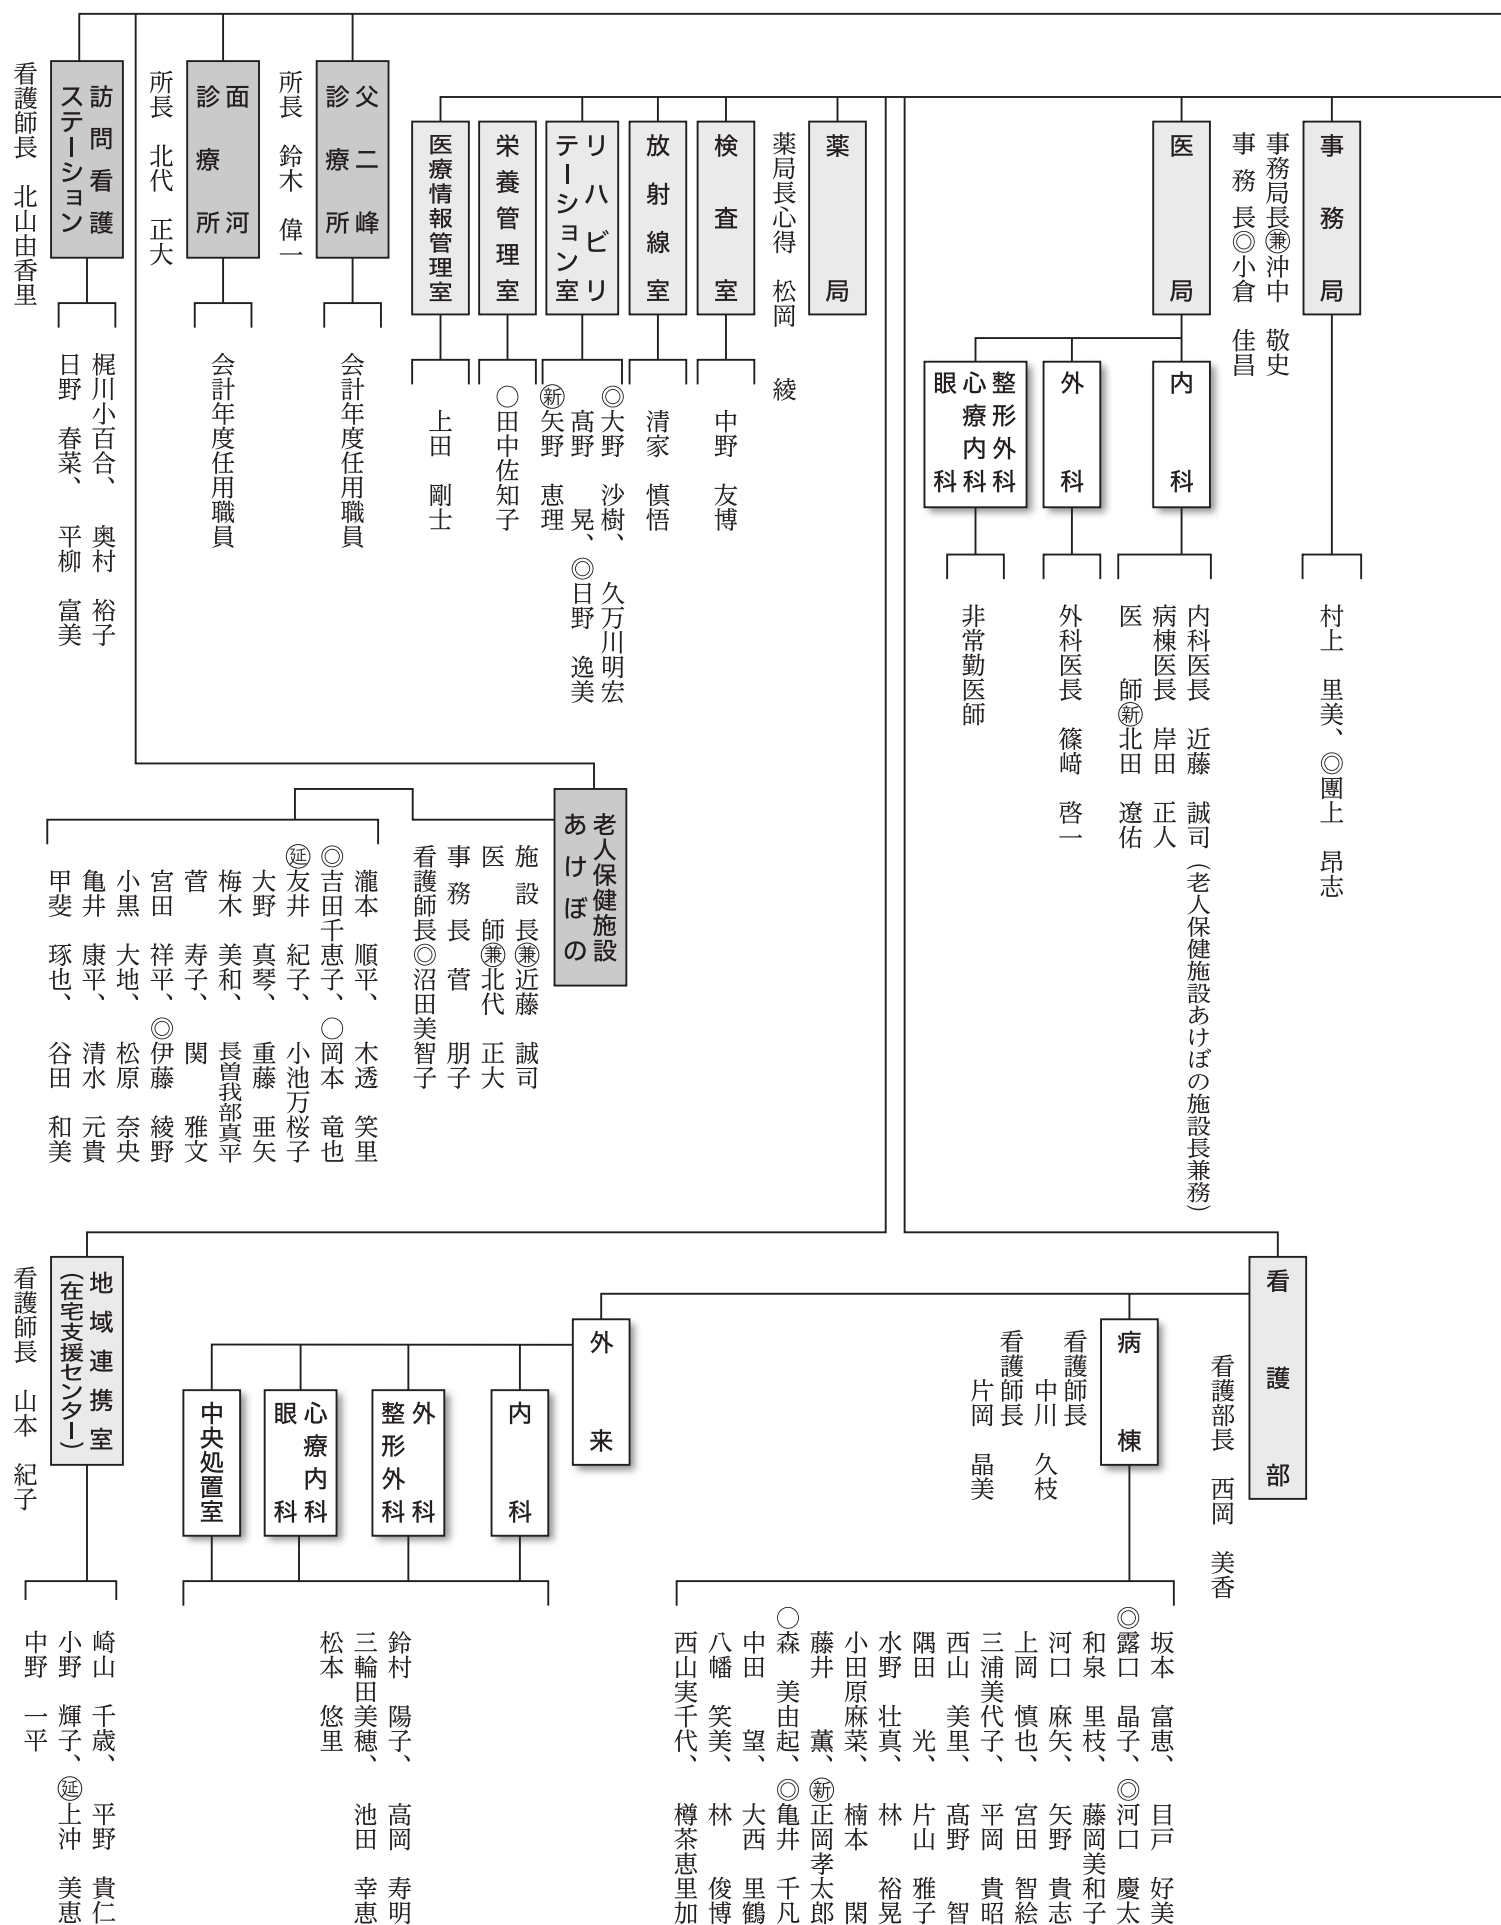 事務局
事務局長㊒沖中 敬史
事務長◎小倉 佳昌
村上 里美、◎團上 昂志
医局
内科
内科医長 近藤 誠司(老人保健施設あけぼの施設長兼務)
病棟医長 岸田 正人
医師㊟北田 遼佑
外科
外科医長 篠﨑 啓一
整形外科
心療内科
眼科
非常勤医師
薬局
薬局長心得 松岡 綾
検査室
中野 友博
放射線室
清家 慎悟
リハビリ
テーション室
◎大野 沙樹、 久万川明宏
髙野 晃、◎日野 逸美
新矢野 恵理
栄養管理室
○田中佐知子
医療情報管理室
上田 剛士
父二峰
診療所
所長 鈴木 偉一
会計年度任用職員
面河
診療所
所長 北代 正大
会計年度任用職員
訪問看護
ステーション
看護師長 北山由香里
梶川小百合、 奥村 裕子
日野 春菜、 平柳 富美
老人保健施設
あけぼの
施設長兼近藤 誠司
医師兼北代 正大
事務長 菅 朋子
看護師長◎沼田美智子
瀧本 順平、 木透 笑里
◎吉田千恵子、○岡本 竜也
延友井 紀子、 小池万桜子
大野 真琴、 重藤 亜矢
梅木 美和、 長曽我部真平
菅 寿子、 関 雅文
宮田 祥平、◎伊藤 綾野
小黒 大地、 松原 奈央
亀井 康平、 清水 元貴
甲斐 琢也、 谷田 和美
看護部
看護部長 西岡 美香
病棟
看護師長
中川 久枝
看護師長
片岡 晶美
坂本 富恵、 目戸 好美
◎露口 晶子、◎河口 慶太
和泉 里枝、 藤岡美和子
河口 麻矢、 矢野 貴志
上岡 慎也、 宮田 智絵
三浦美代子、 平岡 貴昭
西山 美里、 髙野 智
隅田 光、 片山 雅子
水野 壮真、 林 裕晃
小田原麻菜、 楠本 閑
藤井 薫、新正岡孝太郎
○森 美由起、◎亀井 千凡
中田 望、 大西 里鶴
八幡 笑美、 林 俊博
西山実千代、 樽茶恵里加
外来
内科
外科
整形外科
心療内科
眼科
中央処置室
鈴村 陽子、 高岡 寿明
三輪田美穂、 池田 幸恵
松本 悠里
地域連携室
(在宅支援センター)
看護師長 山本 紀子
崎山 千歳、 平野 貴仁
小野 輝子、延上沖 美恵
中野 一平